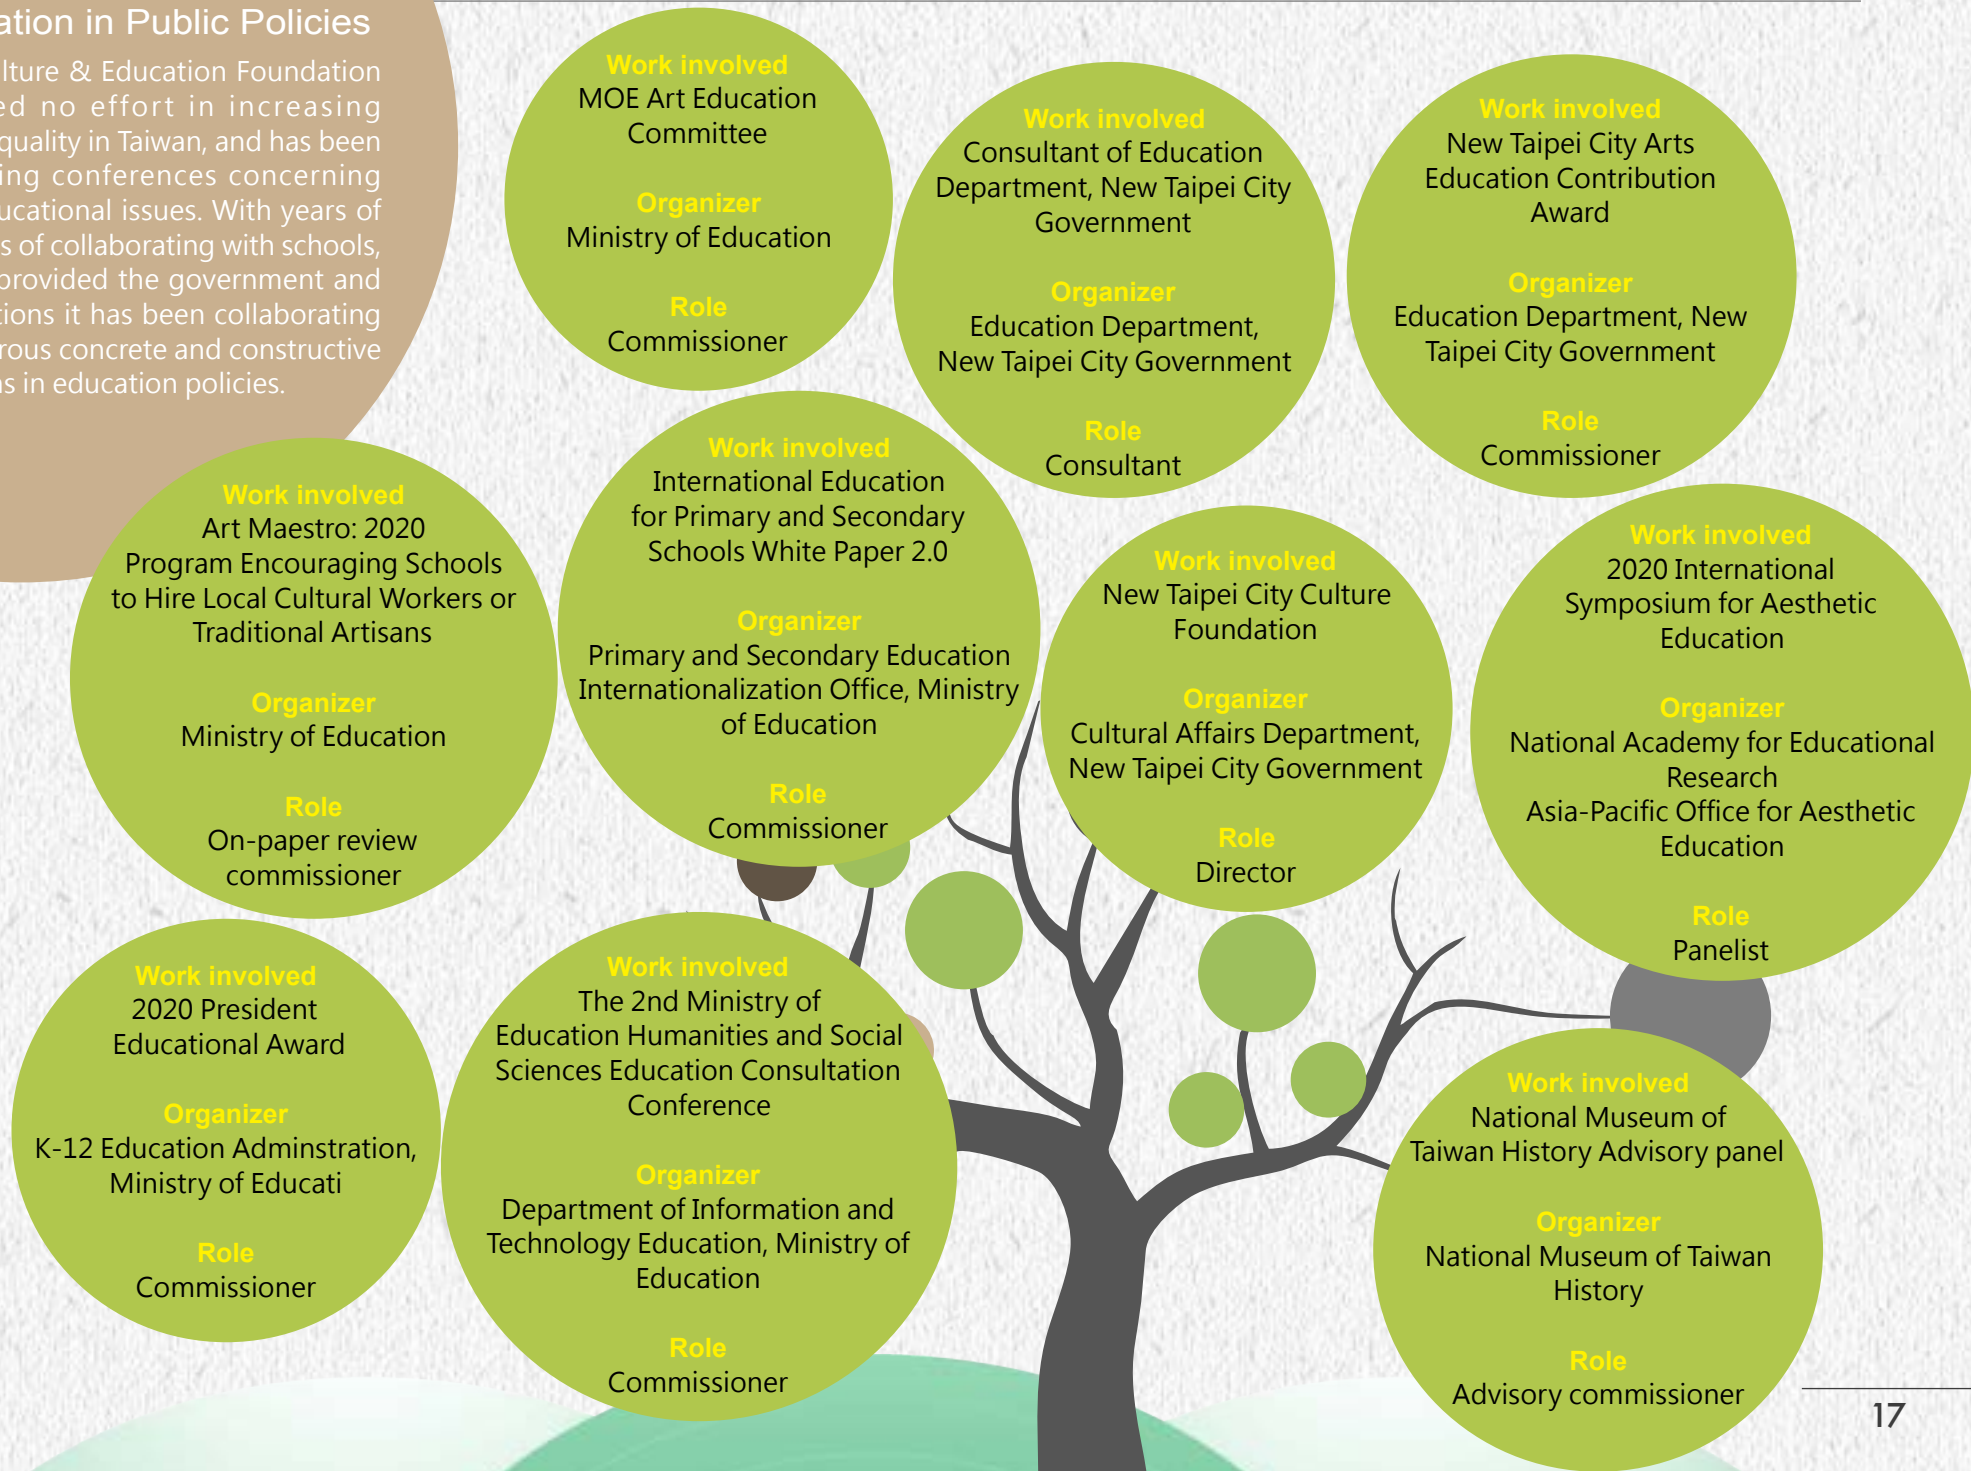 ation in Public Policies
lture & Education Foundation
ed no effort in increasing
quality in Taiwan, and has been
ing conferences concerning
ucational issues. With years of
s of collaborating with schools,
provided the government and
tions it has been collaborating
rous concrete and constructive
ns in education policies.
Work involved
MOE Art Education
Committee
Organizer
Ministry of Education
Role
Commissioner
Work involved
Consultant of Education
Department, New Taipei City
Government
Organizer
Education Department,
New Taipei City Government
Role
Consultant
Work involved
New Taipei City Arts
Education Contribution
Award
Organizer
Education Department, New
Taipei City Government
Role
Commissioner
Work involved
Art Maestro: 2020
Program Encouraging Schools
to Hire Local Cultural Workers or
Traditional Artisans
Organizer
Ministry of Education
Role
On-paper review
commissioner
Work involved
International Education
for Primary and Secondary
Schools White Paper 2.0
Organizer
Primary and Secondary Education
Internationalization Office, Ministry
of Education
Role
Commissioner
Work involved
New Taipei City Culture
Foundation
Organizer
Cultural Affairs Department,
New Taipei City Government
Role
Director
Work involved
2020 International
Symposium for Aesthetic
Education
Organizer
National Academy for Educational
Research
Asia-Pacific Office for Aesthetic
Education
Role
Panelist
Work involved
2020 President
Educational Award
Organizer
K-12 Education Adminstration,
Ministry of Educati
Role
Commissioner
Work involved
The 2nd Ministry of
Education Humanities and Social
Sciences Education Consultation
Conference
Organizer
Department of Information and
Technology Education, Ministry of
Education
Role
Commissioner
Work involved
National Museum of
Taiwan History Advisory panel
Organizer
National Museum of Taiwan
History
Role
Advisory commissioner
17